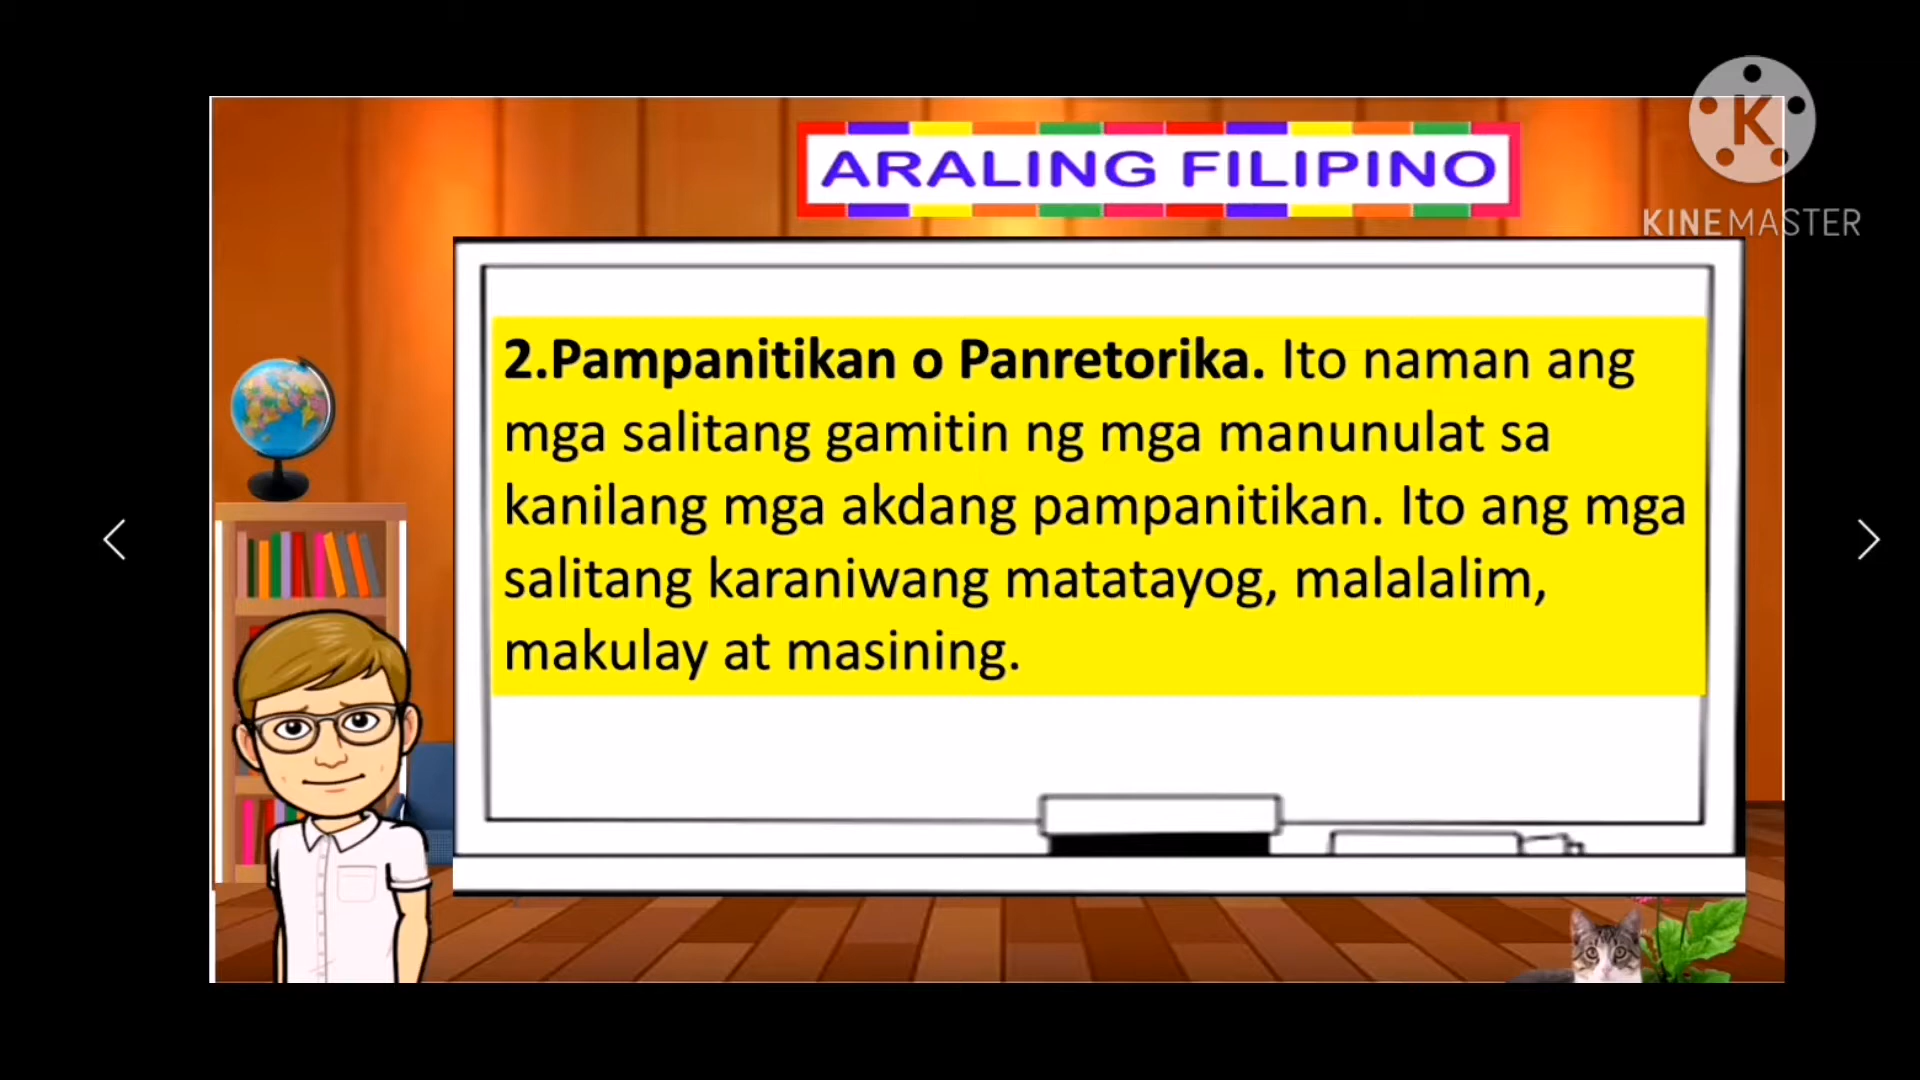 K
KINEMASTER
ARALING FILIPINO
2.Pampanitikan o Panretorika. Ito naman ang
mga salitang gamitin ng mga manunulat sa
kanilang mga akdang pampanitikan. Ito ang mga
salitang karaniwang matatayog, malalalim,
makulay at masining.